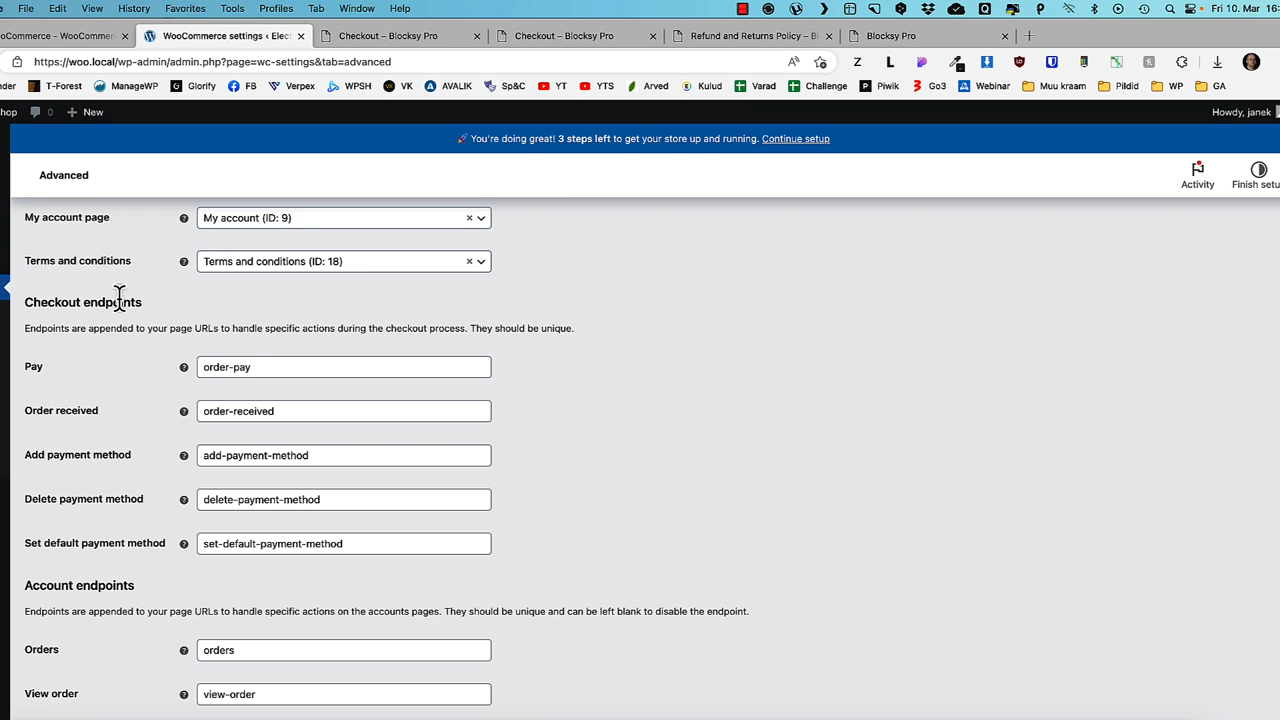 File Edit View History Favorites Tools Profiles Tab Window Help Fri 10. Mar 16:
oCommerce – WooCommer × WooCommerce settings ‹ Elect × Checkout – Blocksy Pro × Checkout – Blocksy Pro × Refund and Returns Policy – Bl × Blocksy Pro × +
https://woo.local/wp-admin/admin.php?page=wc-settings&tab=advanced
nder T-Forest ManageWP Glorify FB Verpex WPSH VK AVALIK Sp&C YT YTS Arved Kulud Varad Challenge Piwik Go3 Webinar Muu kraam Pildid WP GA
hop 0 + New Howdy, janek
You're doing great! 3 steps left to get your store up and running. Continue setup
Advanced
Activity
Finish setu
My account page My account (ID: 9) ×
Terms and conditions Terms and conditions (ID: 18) ×
Checkout endpoints
Endpoints are appended to your page URLs to handle specific actions during the checkout process. They should be unique.
Pay order-pay
Order received order-received
Add payment method add-payment-method
Delete payment method delete-payment-method
Set default payment method set-default-payment-method
Account endpoints
Endpoints are appended to your page URLs to handle specific actions on the accounts pages. They should be unique and can be left blank to disable the endpoint.
Orders orders
View order view-order